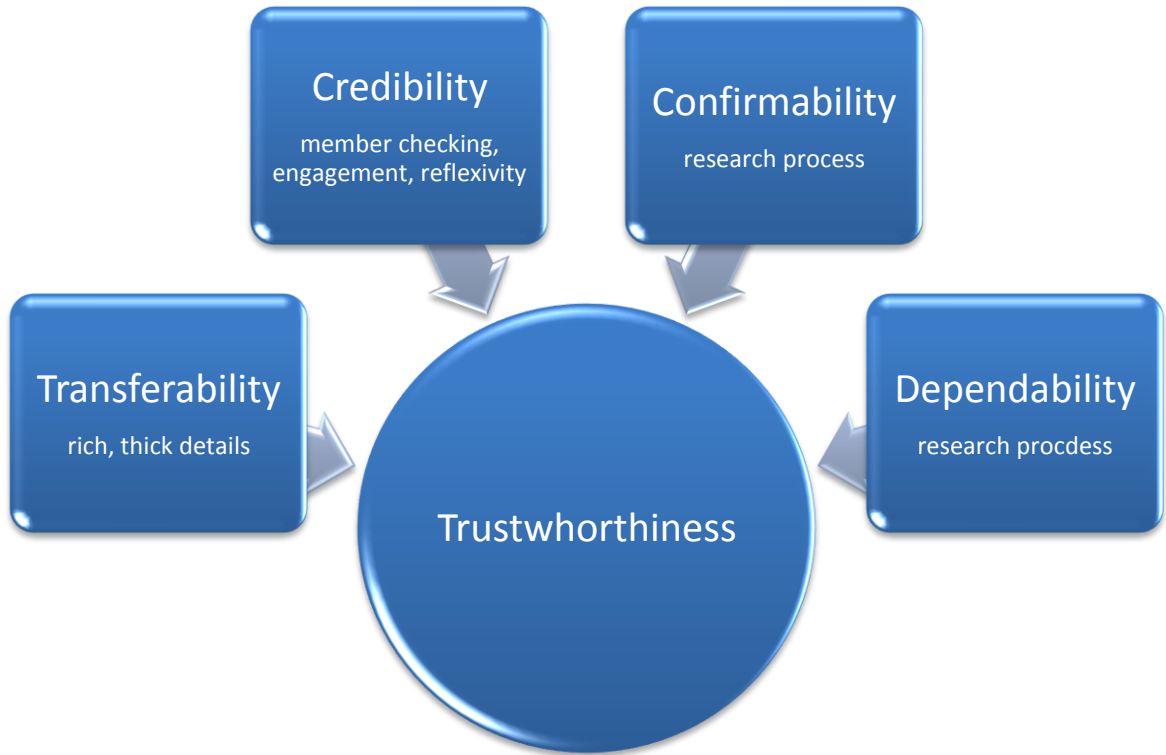 Credibility
member checking,
engagement, reflexivity
Confirmability
research process
Transferability
rich, thick details
Dependability
research procdess
Trustwhorthiness